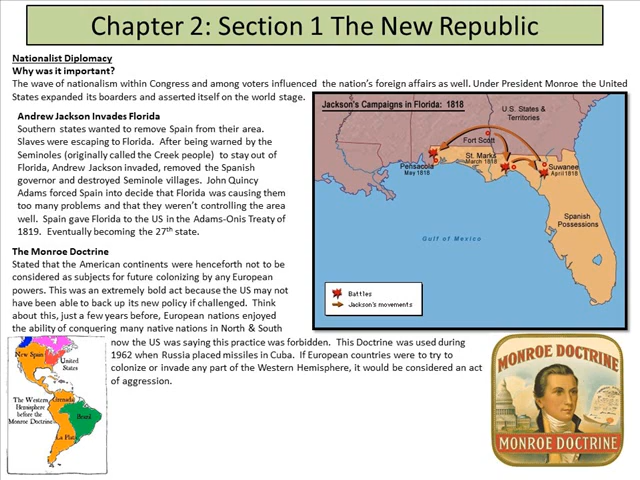 Chapter 2: Section 1 The New Republic
Nationalist Diplomacy
Why was it important?
The wave of nationalism within Congress and among voters influenced the nation's foreign affairs as well. Under President Monroe the United
States expanded its boarders and asserted itself on the world stage.
Andrew Jackson Invades Florida
Southern states wanted to remove Spain from their area.
Slaves were escaping to Florida. After being warned by the
Seminoles (originally called the Creek people) to stay out of
Florida, Andrew Jackson invaded, removed the Spanish
governor and destroyed Seminole villages. John Quincy
Adams forced Spain into decide that Florida was causing them
too many problems and that they weren't controlling the area
well. Spain gave Florida to the US in the Adams-Onis Treaty of
1819. Eventually becoming the 27th state.
The Monroe Doctrine
Stated that the American continents were henceforth not to be
considered as subjects for future colonizing by any European
powers. This was an extremely bold act because the US may not
have been able to back up its new policy if challenged. Think
about this, just a few years before, European nations enjoyed
the ability of conquering many native nations in North & South
now the US was saying this practice was forbidden. This Doctrine was used during
1962 when Russia placed missiles in Cuba. If European countries were to try to
colonize or invade any part of the Western Hemisphere, it would be considered an act
of aggression.
Jackson's Campaigns in Florida: 1818
U.S. States &
Territories
Fort Scott
St. Marks
March 1818
Pensacola
May 1818
Suwanee
April 1818
Spanish
Possessions
Gulf of Mexico
Battles
Jackson's movements
New Spain
United
States
The Western
Hemisphere
before the
Monroe Doctrine
Grenada
Brazil
La Plata
MONROE DOCTRINE
MONROE DOCTRINE